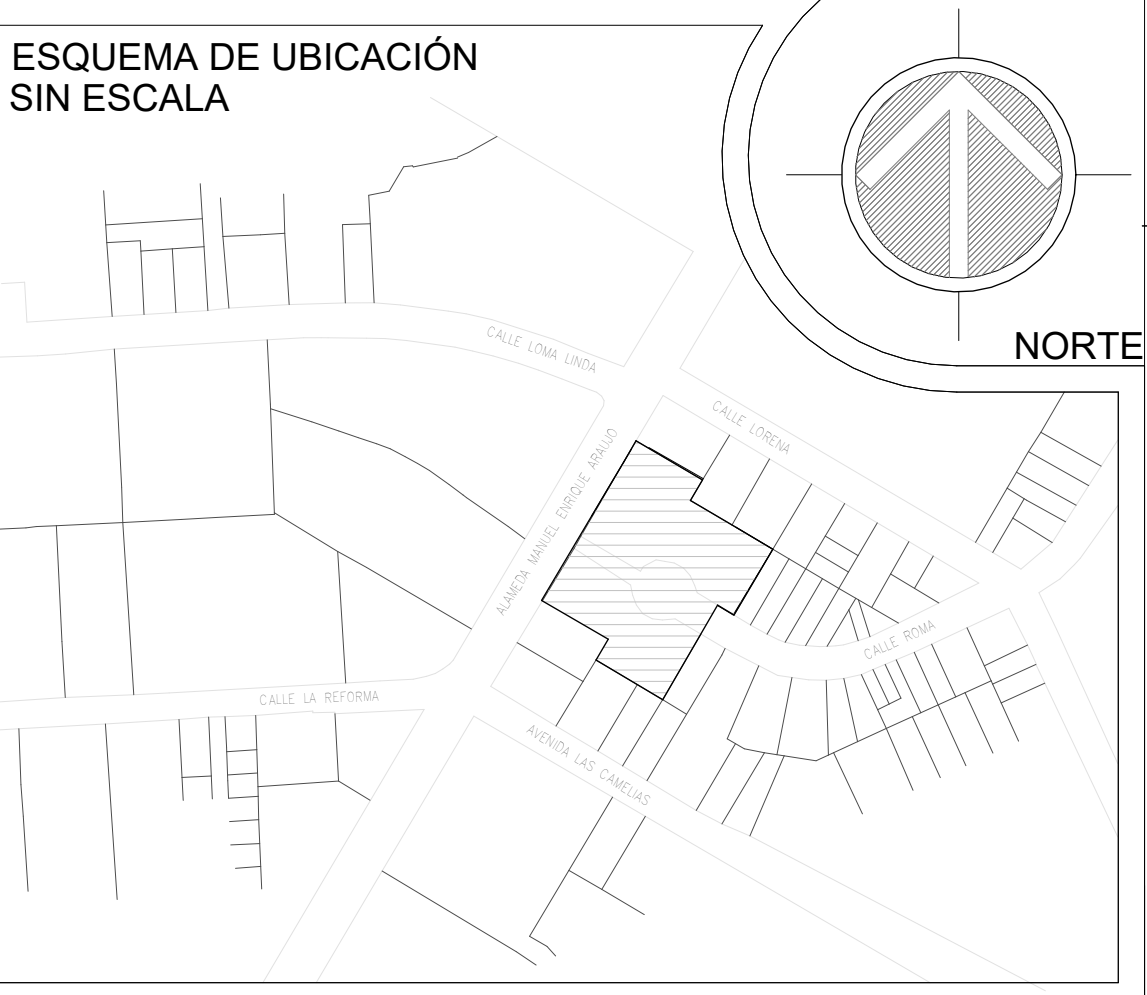 ESQUEMA DE UBICACIÓN
SIN ESCALA
NORTE
CALLE LOMA LINDA
CALLE LORENA
ALAMEDA MANUEL ENRIQUE ARAUJO
CALLE ROMA
CALLE LA REFORMA
AVENIDA LAS CAMELIAS